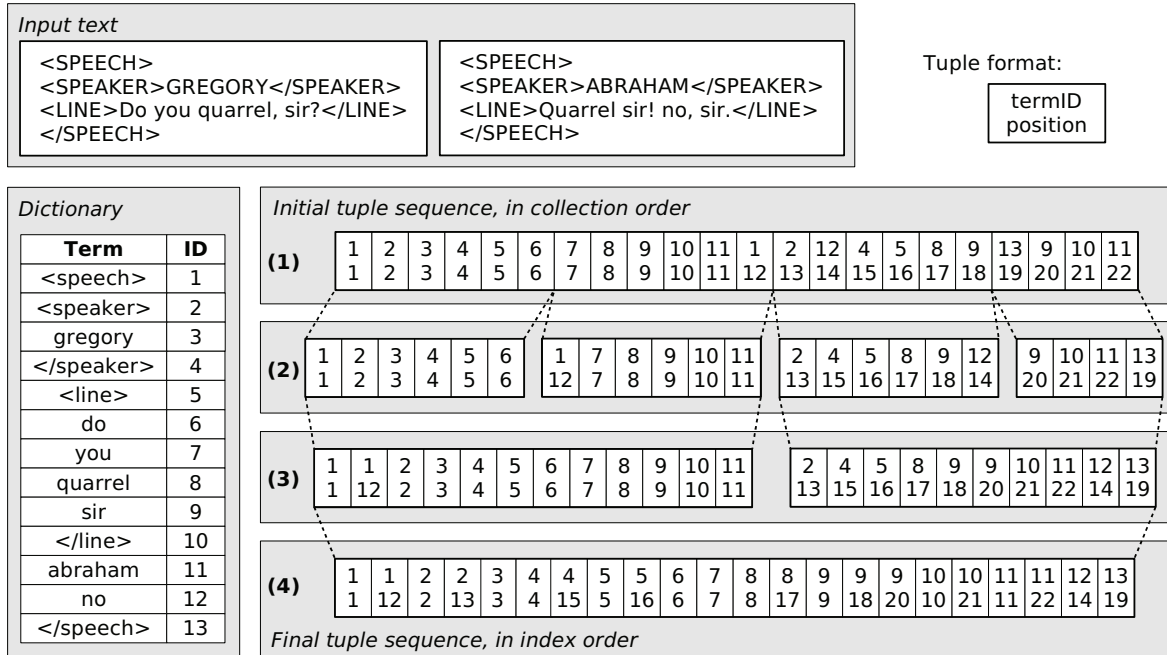 Input text
<SPEECH>
<SPEAKER>GREGORY</SPEAKER>
<LINE>Do you quarrel, sir?</LINE>
</SPEECH>
<SPEECH>
<SPEAKER>ABRAHAM</SPEAKER>
<LINE>Quarrel sir! no, sir.</LINE>
</SPEECH>
Tuple format:
termID
position
Dictionary
Term ID
<speech> 1
<speaker> 2
gregory 3
</speaker> 4
<line> 5
do 6
you 7
quarrel 8
sir 9
</line> 10
abraham 11
no 12
</speech> 13
Initial tuple sequence, in collection order
(1)
1 2 3 4 5 6 7 8 9 10 11 1 2 12 4 5 8 9 13 9 10 11
1 2 3 4 5 6 7 8 9 10 11 12 13 14 15 16 17 18 19 20 21 22
(2)
1 2 3 4 5 6 1 7 8 9 10 11 2 4 5 8 9 12 9 10 11 13
1 2 3 4 5 6 12 7 8 9 10 11 13 15 16 17 18 14 20 21 22 19
(3)
1 1 2 3 4 5 6 7 8 9 10 11 2 4 5 8 9 9 10 11 12 13
1 12 2 3 4 5 6 7 8 9 10 11 13 15 16 17 18 20 21 22 14 19
(4)
1 1 2 2 3 4 4 5 5 6 7 8 8 9 9 9 10 10 11 11 12 13
1 12 2 13 3 4 15 5 16 6 7 8 17 9 18 20 10 21 11 22 14 19
Final tuple sequence, in index order